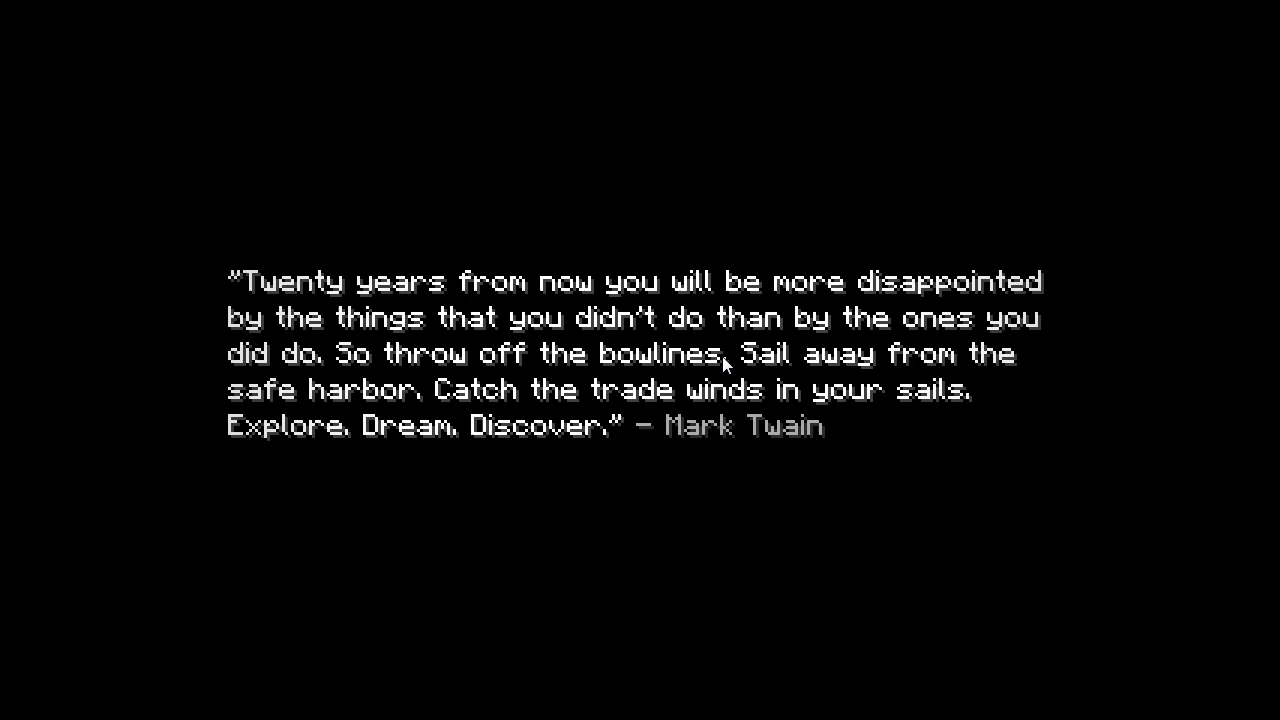 "Twenty years from now you will be more disappointed
by the things that you didn't do than by the ones you
did do. So throw off the bowlines. Sail away from the
safe harbor. Catch the trade winds in your sails.
Explore. Dream. Discover." - Mark Twain